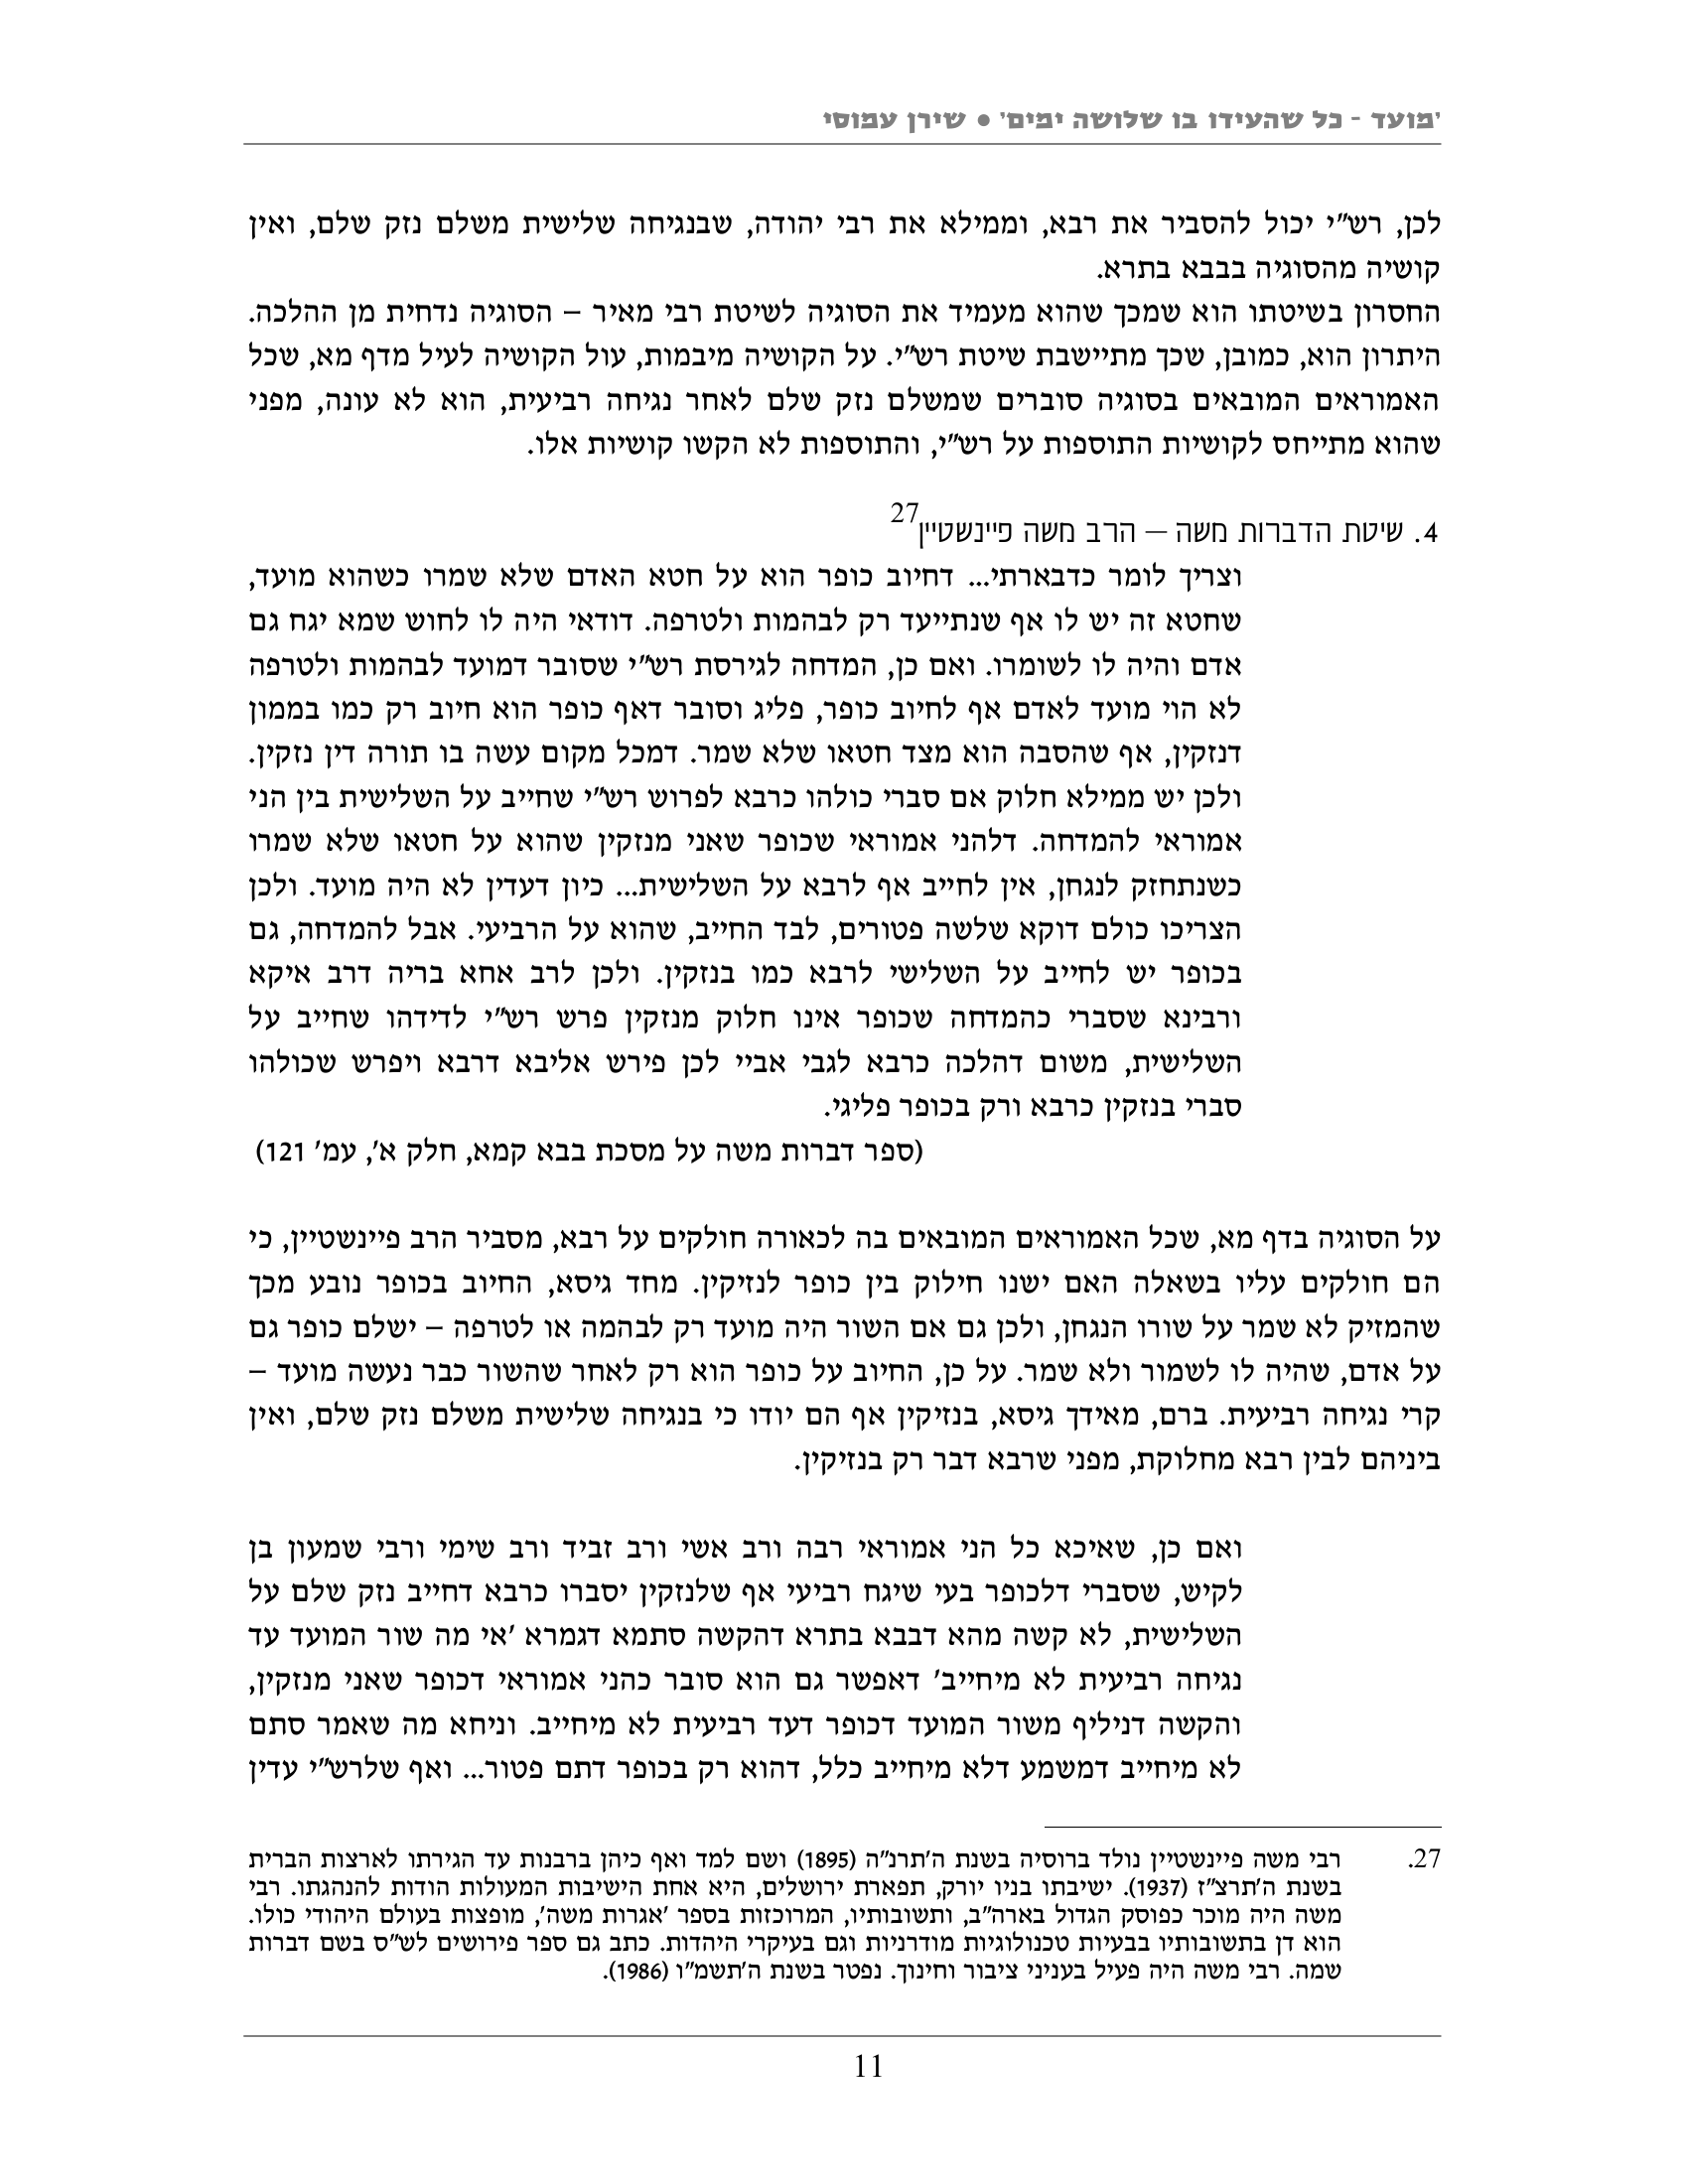 'מועד - כל שהעידו בו שלושה ימים' ● שירן עמוסי
לכן, רש"י יכול להסביר את רבא, וממילא את רבי יהודה, שבנגיחה שלישית משלם נזק שלם, ואין
קושיה מהסוגיה בבבא בתרא.
החסרון בשיטתו הוא שמכך שהוא מעמיד את הסוגיה לשיטת רבי מאיר – הסוגיה נדחית מן ההלכה.
היתרון הוא, כמובן, שכך מתיישבת שיטת רש"י. על הקושיה מיבמות, עול הקושיה לעיל מדף מא, שכל
האמוראים המובאים בסוגיה סוברים שמשלם נזק שלם לאחר נגיחה רביעית, הוא לא עונה, מפני
שהוא מתייחס לקושיות התוספות על רש"י, והתוספות לא הקשו קושיות אלו.
4. שיטת הדברות משה – הרב משה פיינשטיין27
וצריך לומר כדבארתי... דחיוב כופר הוא על חטא האדם שלא שמרו כשהוא מועד,
שחטא זה יש לו אף שנתייעד רק לבהמות ולטרפה. דודאי היה לו לחוש שמא יגח גם
אדם והיה לו לשומרו. ואם כן, המדחה לגירסת רש"י שסובר דמועד לבהמות ולטרפה
לא הוי מועד לאדם אף לחיוב כופר, פליג וסובר דאף כופר הוא חיוב רק כמו בממון
דנזקין, אף שהסבה הוא מצד חטאו שלא שמר. דמכל מקום עשה בו תורה דין נזקין.
ולכן יש ממילא חלוק אם סברי כולהו כרבא לפרוש רש"י שחייב על השלישית בין הני
אמוראי להמדחה. דלהני אמוראי שכופר שאני מנזקין שהוא על חטאו שלא שמרו
כשנתחזק לנגחן, אין לחייב אף לרבא על השלישית... כיון דעדין לא היה מועד. ולכן
הצריכו כולם דוקא שלשה פטורים, לבד החייב, שהוא על הרביעי. אבל להמדחה, גם
בכופר יש לחייב על השלישי לרבא כמו בנזקין. ולכן לרב אחא בריה דרב איקא
ורבינא שסברי כהמדחה שכופר אינו חלוק מנזקין פרש רש"י לדידהו שחייב על
השלישית, משום דהלכה כרבא לגבי אביי לכן פירש אליבא דרבא ויפרש שכולהו
סברי בנזקין כרבא ורק בכופר פליגי.
(ספר דברות משה על מסכת בבא קמא, חלק א', עמ' 121)
על הסוגיה בדף מא, שכל האמוראים המובאים בה לכאורה חולקים על רבא, מסביר הרב פיינשטיין, כי
הם חולקים עליו בשאלה האם ישנו חילוק בין כופר לנזיקין. מחד גיסא, החיוב בכופר נובע מכך
שהמזיק לא שמר על שורו הנגחן, ולכן גם אם השור היה מועד רק לבהמה או לטרפה – ישלם כופר גם
על אדם, שהיה לו לשמור ולא שמר. על כן, החיוב על כופר הוא רק לאחר שהשור כבר נעשה מועד –
קרי נגיחה רביעית. ברם, מאידך גיסא, בנזיקין אף הם יודו כי בנגיחה שלישית משלם נזק שלם, ואין
ביניהם לבין רבא מחלוקת, מפני שרבא דבר רק בנזיקין.
ואם כן, שאיכא כל הני אמוראי רבה ורב אשי ורב זביד ורב שימי ורבי שמעון בן
לקיש, שסברי דלכופר בעי שיגח רביעי אף שלנזקין יסברו כרבא דחייב נזק שלם על
השלישית, לא קשה מהא דבבא בתרא דהקשה סתמא דגמרא 'אי מה שור המועד עד
נגיחה רביעית לא מיחייב' דאפשר גם הוא סובר כהני אמוראי דכופר שאני מנזקין,
והקשה דניליף משור המועד דכופר דעד רביעית לא מיחייב. וניחא מה שאמר סתם
לא מיחייב דמשמע דלא מיחייב כלל, דהוא רק בכופר דתם פטור... ואף שלרש"י עדין
27. רבי משה פיינשטיין נולד ברוסיה בשנת ה'תרנ"ה (1895) ושם למד ואף כיהן ברבנות עד הגירתו לארצות הברית
בשנת ה'תרצ"ז (1937). ישיבתו בניו יורק, תפארת ירושלים, היא אחת הישיבות המעולות הודות להנהגתו. רבי
משה היה מוכר כפוסק הגדול בארה"ב, ותשובותיו, המרוכזות בספר 'אגרות משה', מופצות בעולם היהודי כולו.
הוא דן בתשובותיו בבעיות טכנולוגיות מודרניות וגם בעיקרי היהדות. כתב גם ספר פירושים לש"ס בשם דברות
שמה. רבי משה היה פעיל בעניני ציבור וחינוך. נפטר בשנת ה'תשמ"ו (1986).
11